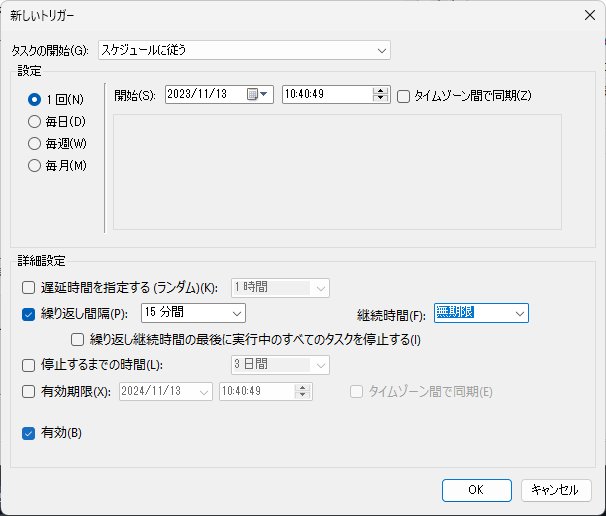 新しいトリガー
タスクの開始(G): スケジュールに従う
設定
1 回(N)
毎日(D)
毎週(W)
毎月(M)
開始(S): 2023/11/13 10:40:49 タイムゾーン間で同期(Z)
詳細設定
遅延時間を指定する (ランダム)(K): 1 時間
繰り返し間隔(P): 15 分間 継続時間(F): 無期限
繰り返し継続時間の最後に実行中のすべてのタスクを停止する(I)
停止するまでの時間(L): 3 日間
有効期限(X): 2024/11/13 10:40:49 タイムゾーン間で同期(E)
有効(B)
OK キャンセル